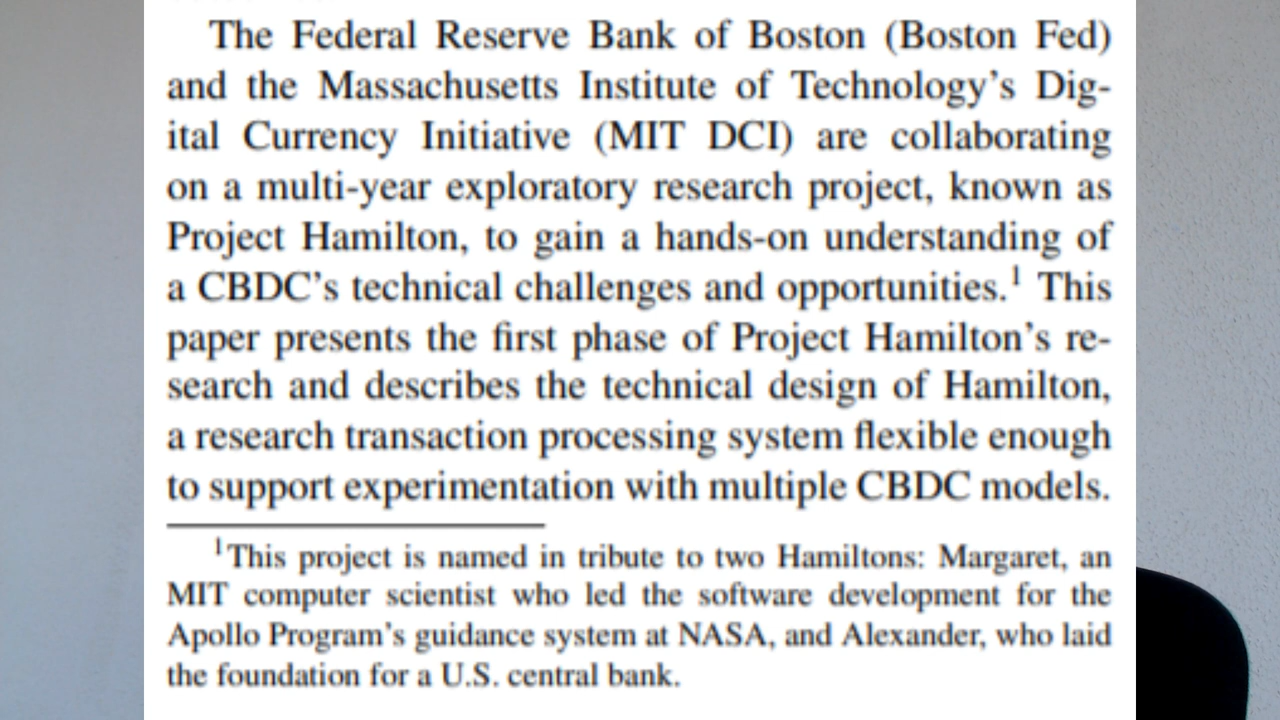 The Federal Reserve Bank of Boston (Boston Fed)
and the Massachusetts Institute of Technology’s Dig-
ital Currency Initiative (MIT DCI) are collaborating
on a multi-year exploratory research project, known as
Project Hamilton, to gain a hands-on understanding of
a CBDC’s technical challenges and opportunities.¹ This
paper presents the first phase of Project Hamilton’s re-
search and describes the technical design of Hamilton,
a research transaction processing system flexible enough
to support experimentation with multiple CBDC models.
¹This project is named in tribute to two Hamiltons: Margaret, an
MIT computer scientist who led the software development for the
Apollo Program’s guidance system at NASA, and Alexander, who laid
the foundation for a U.S. central bank.